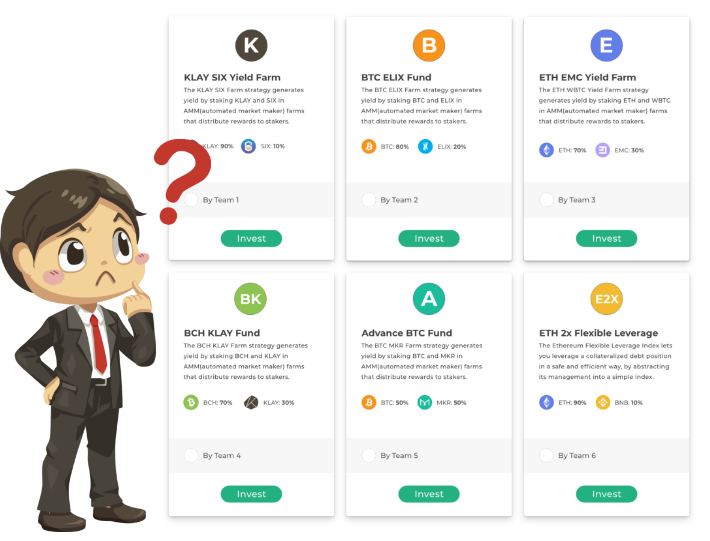 K
KLAY SIX Yield Farm
The KLAY SIX Farm strategy generates
yield by staking KLAY and SIX in
AMM(automated market maker) farms
that distribute rewards to stakers.
KLAY: 90% SIX: 10%
By Team 1
Invest
B
BTC ELIX Fund
The BTC ELIX Farm strategy generates
yield by staking BTC and ELIX in
AMM(automated market maker) farms
that distribute rewards to stakers.
BTC: 80% ELIX: 20%
By Team 2
Invest
E
ETH EMC Yield Farm
The ETH WBTC Yield Farm strategy
generates yield by staking ETH and WBTC
in AMM(automated market maker) farms
that distribute rewards to stakers.
ETH: 70% EMC: 30%
By Team 3
Invest
?
BK
BCH KLAY Fund
The BCH KLAY Farm strategy generates
yield by staking BCH and KLAY in
AMM(automated market maker) farms
that distribute rewards to stakers.
BCH: 70% KLAY: 30%
By Team 4
Invest
A
Advance BTC Fund
The BTC MKR Farm strategy generates
yield by staking BTC and MKR in
AMM(automated market maker) farms
that distribute rewards to stakers.
BTC: 50% MKR: 50%
By Team 5
Invest
E2X
ETH 2x Flexible Leverage
The Ethereum Flexible Leverage Index lets
you leverage a collateralized debt position
in a safe and efficient way, by abstracting
its management into a simple index.
ETH: 90% BNB: 10%
By Team 6
Invest